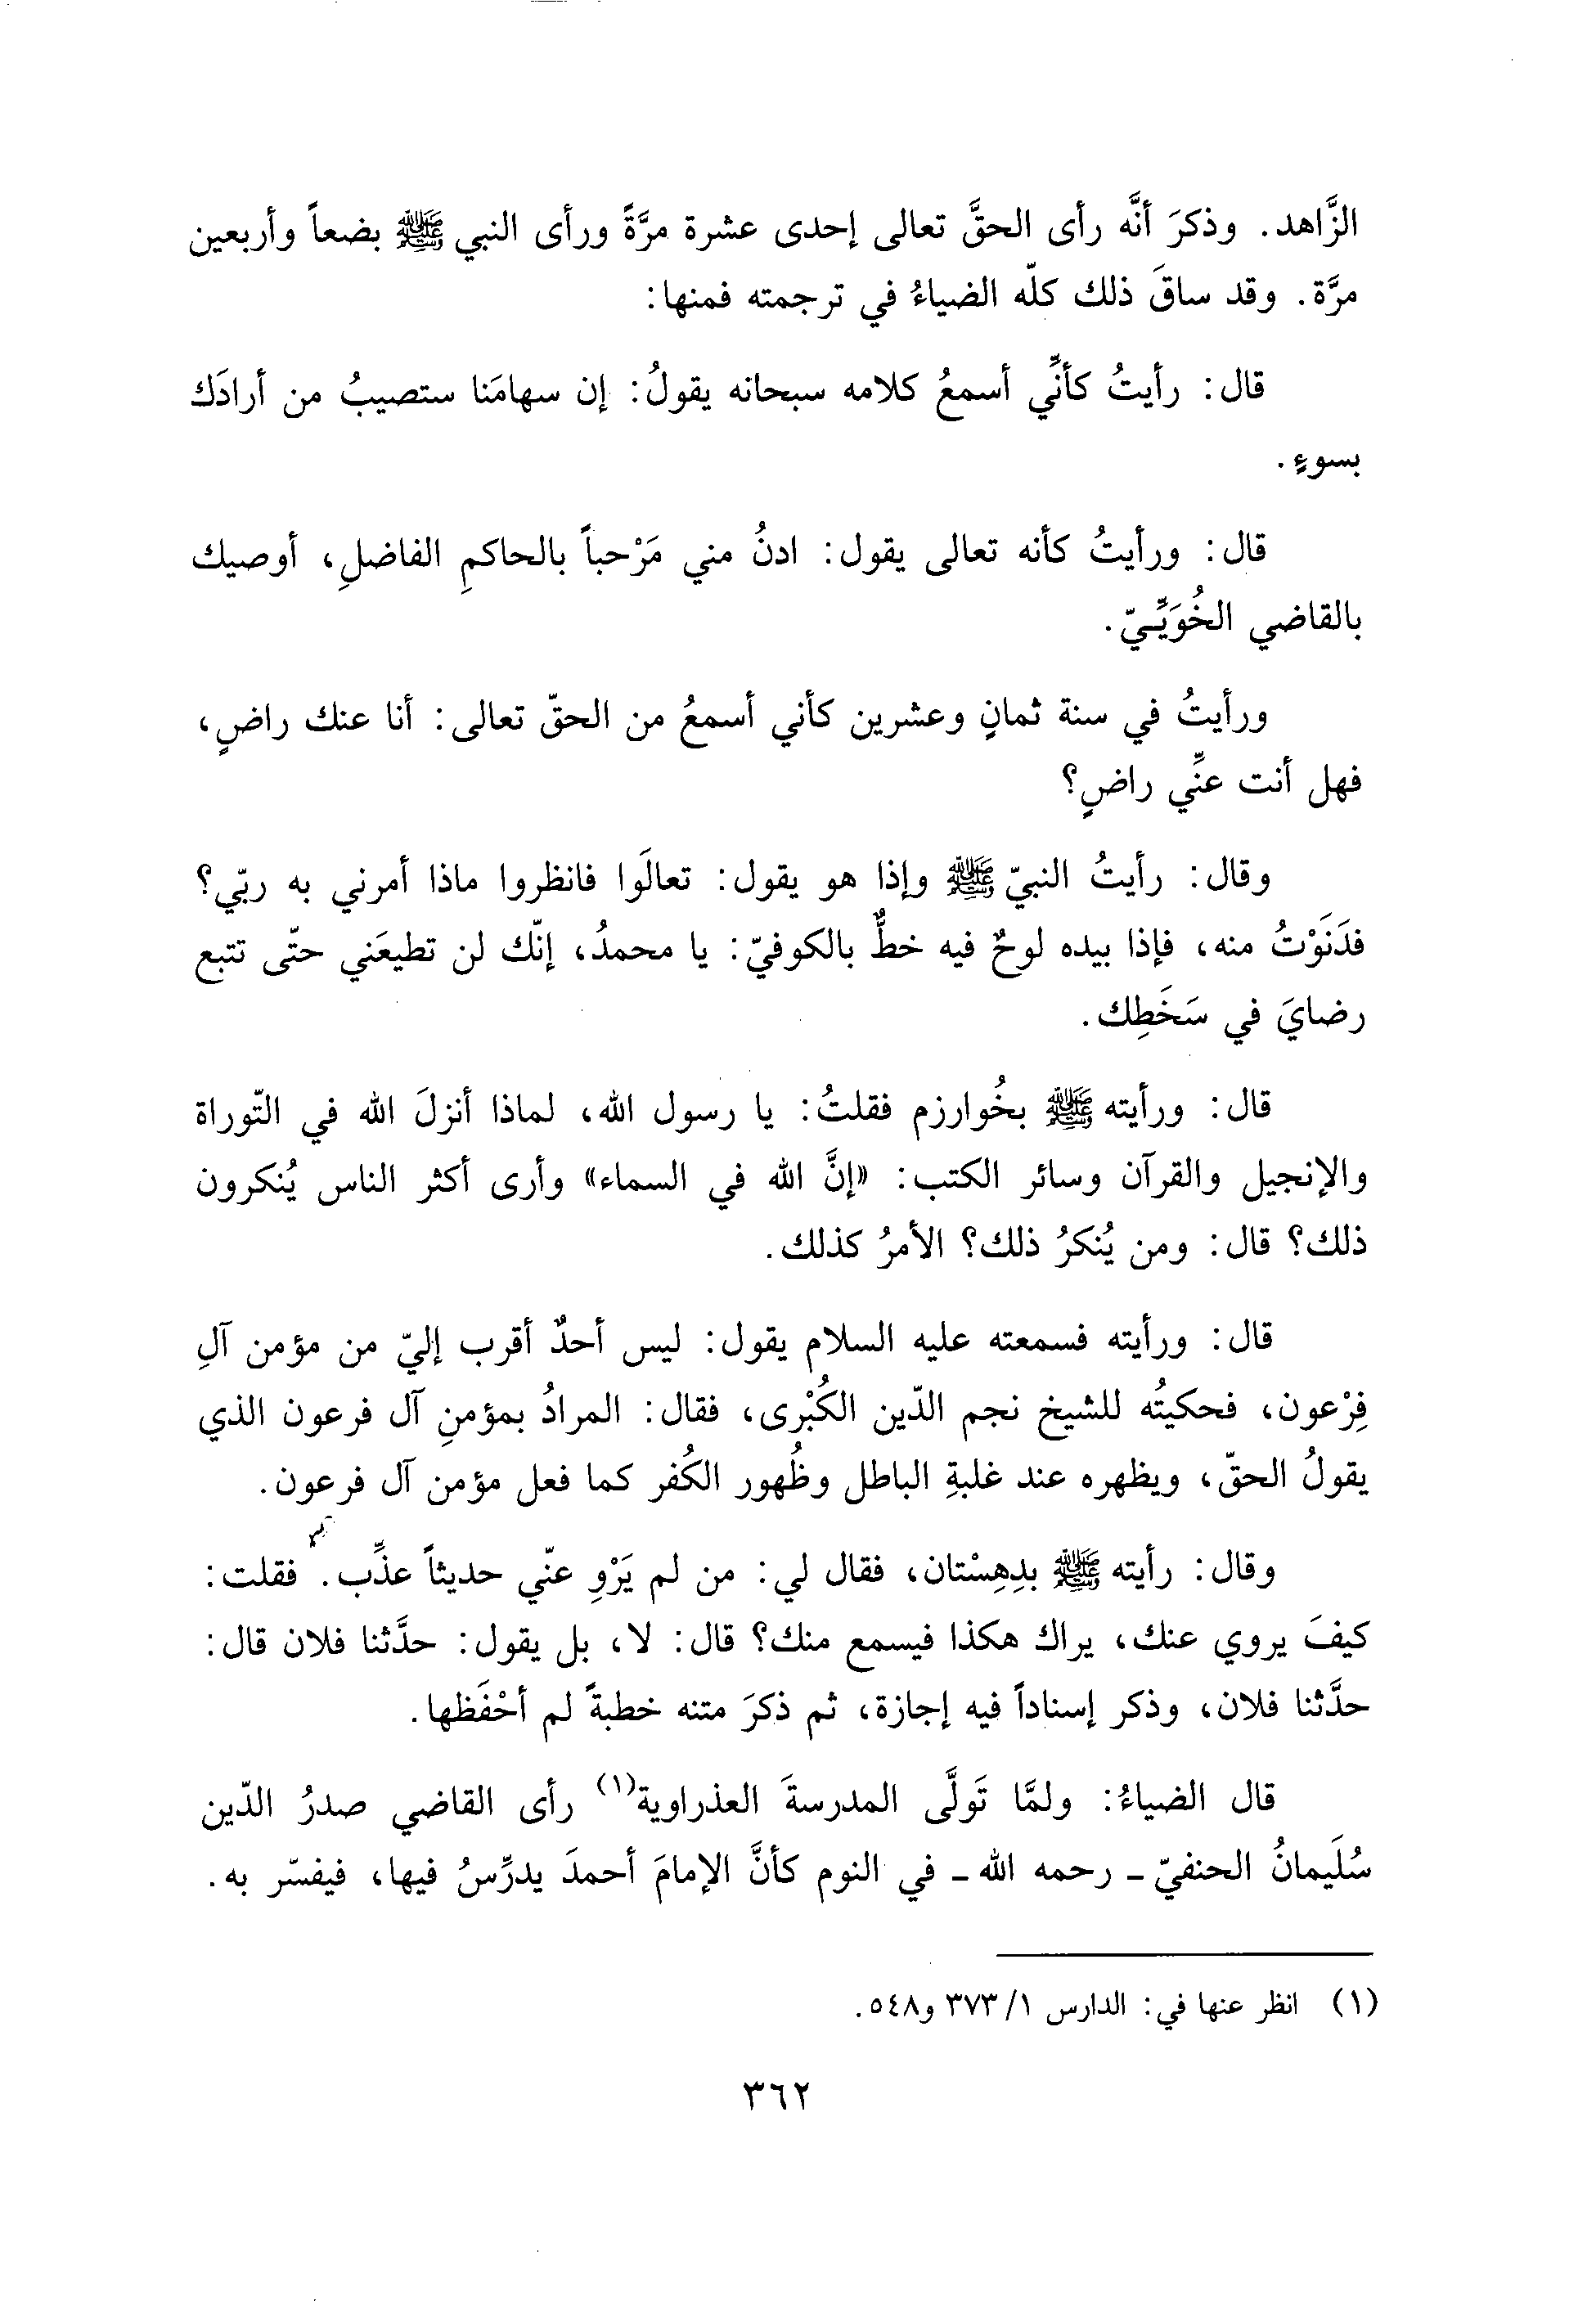 الزَّاهد. وذكرَ أنَّه رأى الحقَّ تعالى إحدى عشرة مرَّةً ورأى النبي ﷺ بضعاً وأربعين
مرَّة. وقد ساقَ ذلك كلّه الضياءُ في ترجمته فمنها:
قال: رأيتُ كأنِّي أسمعُ كلامه سبحانه يقولُ: إن سهامَنا ستصيبُ من أرادَك
بسوءٍ.
قال: ورأيتُ كأنه تعالى يقول: ادنُ مني مَرْحباً بالحاكمِ الفاضلِ، أوصيك
بالقاضي الخُوَيِّيّ.
ورأيتُ في سنة ثمانٍ وعشرين كأني أسمعُ من الحقّ تعالى: أنا عنك راضٍ،
فهل أنت عنِّي راضٍ؟
وقال: رأيتُ النبيّ ﷺ وإذا هو يقول: تعالَوا فانظروا ماذا أمرني به ربّي؟
فدَنَوْتُ منه، فإذا بيده لوحٌ فيه خطٌّ بالكوفيّ: يا محمدُ، إنّك لن تطيعَني حتّى تتبع
رضايَ في سَخَطِك.
قال: ورأيته ﷺ بخُوارزم فقلتُ: يا رسول الله، لماذا أنزلَ الله في التّوراة
والإنجيل والقرآن وسائر الكتب: «إنَّ الله في السماء» وأرى أكثر الناس يُنكرون
ذلك؟ قال: ومن يُنكرُ ذلك؟ الأمرُ كذلك.
قال: ورأيته فسمعته عليه السلام يقول: ليس أحدٌ أقرب إليّ من مؤمن آلِ
فِرْعون، فحكيتُه للشيخ نجم الدّين الكُبْرى، فقال: المرادُ بمؤمنِ آل فرعون الذي
يقولُ الحقّ، ويظهره عند غلبةِ الباطل وظُهور الكُفر كما فعل مؤمن آل فرعون.
وقال: رأيته ﷺ بدِهِسْتان، فقال لي: من لم يَرْوِ عنّي حديثاً عذِّب. فقلت:
كيفَ يروي عنك، يراك هكذا فيسمع منك؟ قال: لا، بل يقول: حدَّثنا فلان قال:
حدَّثنا فلان، وذكر إسناداً فيه إجازة، ثم ذكرَ متنه خطبةً لم أحْفَظها.
قال الضياءُ: ولمَّا تَولَّى المدرسةَ العذراوية(١) رأى القاضي صدرُ الدّين
سُلَيمانُ الحنفيّ - رحمه الله - في النوم كأنَّ الإمامَ أحمدَ يدرِّسُ فيها، فيفسّر به.
(١) انظر عنها في: الدارس ١/ ٣٧٣ و٥٤٨.
٣٦٢